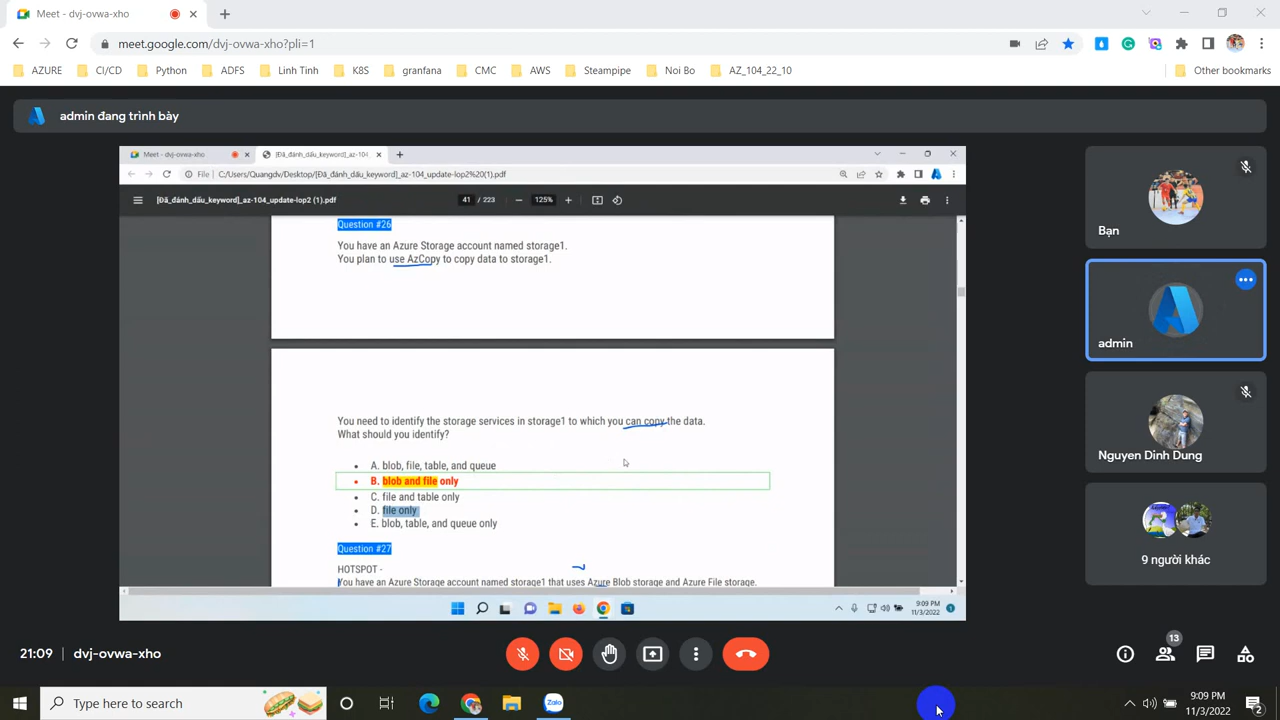 Meet - dvj-ovwa-xho
meet.google.com/dvj-ovwa-xho?pli=1
AZURE CI/CD Python ADFS Linh Tinh K8S granfana CMC AWS Steampipe Noi Bo AZ_104_22_10 Other bookmarks
admin đang trình bày
Meet - dvj-ovwa-xho [Đã_đánh_dấu_keyword]_az-104
File C:/Users/Quangdv/Desktop/[Đã_đánh_dấu_keyword]_az-104_update-lop2%20(1).pdf
[Đã_đánh_dấu_keyword]_az-104_update-lop2 (1).pdf 41 / 223 125%
Question #26
You have an Azure Storage account named storage1.
You plan to use AzCopy to copy data to storage1.
You need to identify the storage services in storage1 to which you can copy the data.
What should you identify?
A. blob, file, table, and queue
B. blob and file only
C. file and table only
D. file only
E. blob, table, and queue only
Question #27
HOTSPOT -
You have an Azure Storage account named storage1 that uses Azure Blob storage and Azure File storage.
9:09 PM
11/3/2022
Bạn
admin
Nguyen Dinh Dung
9 người khác
21:09 | dvj-ovwa-xho
13
Type here to search
Zalo
9:09 PM
11/3/2022
2